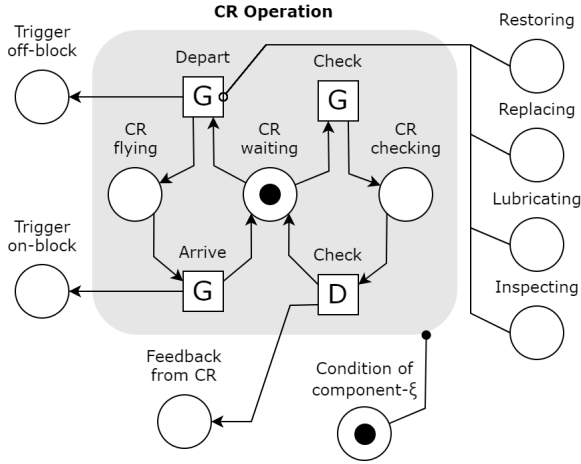 CR Operation
Trigger
off-block
Depart
Check
Restoring
G
G
CR
flying
CR
waiting
CR
checking
Replacing
Lubricating
Trigger
on-block
Arrive
Check
Inspecting
G
D
Feedback
from CR
Condition of
component-ξ